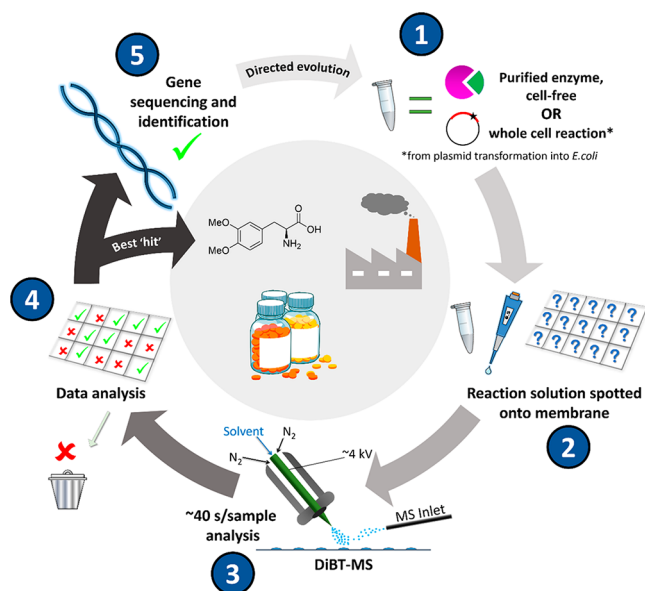 1
Purified enzyme,
cell-free
OR
whole cell reaction*
*from plasmid transformation into E.coli
? ? ? ? ?
? ? ? ? ?
? ? ? ? ?
Reaction solution spotted
onto membrane
2
Solvent
N2
N2
~4 kV
MS Inlet
~40 s/sample
analysis
DiBT-MS
3
4
Data analysis
Best ‘hit’
5
Gene
sequencing and
identification
Directed evolution
MeO
MeO
O
OH
NH2